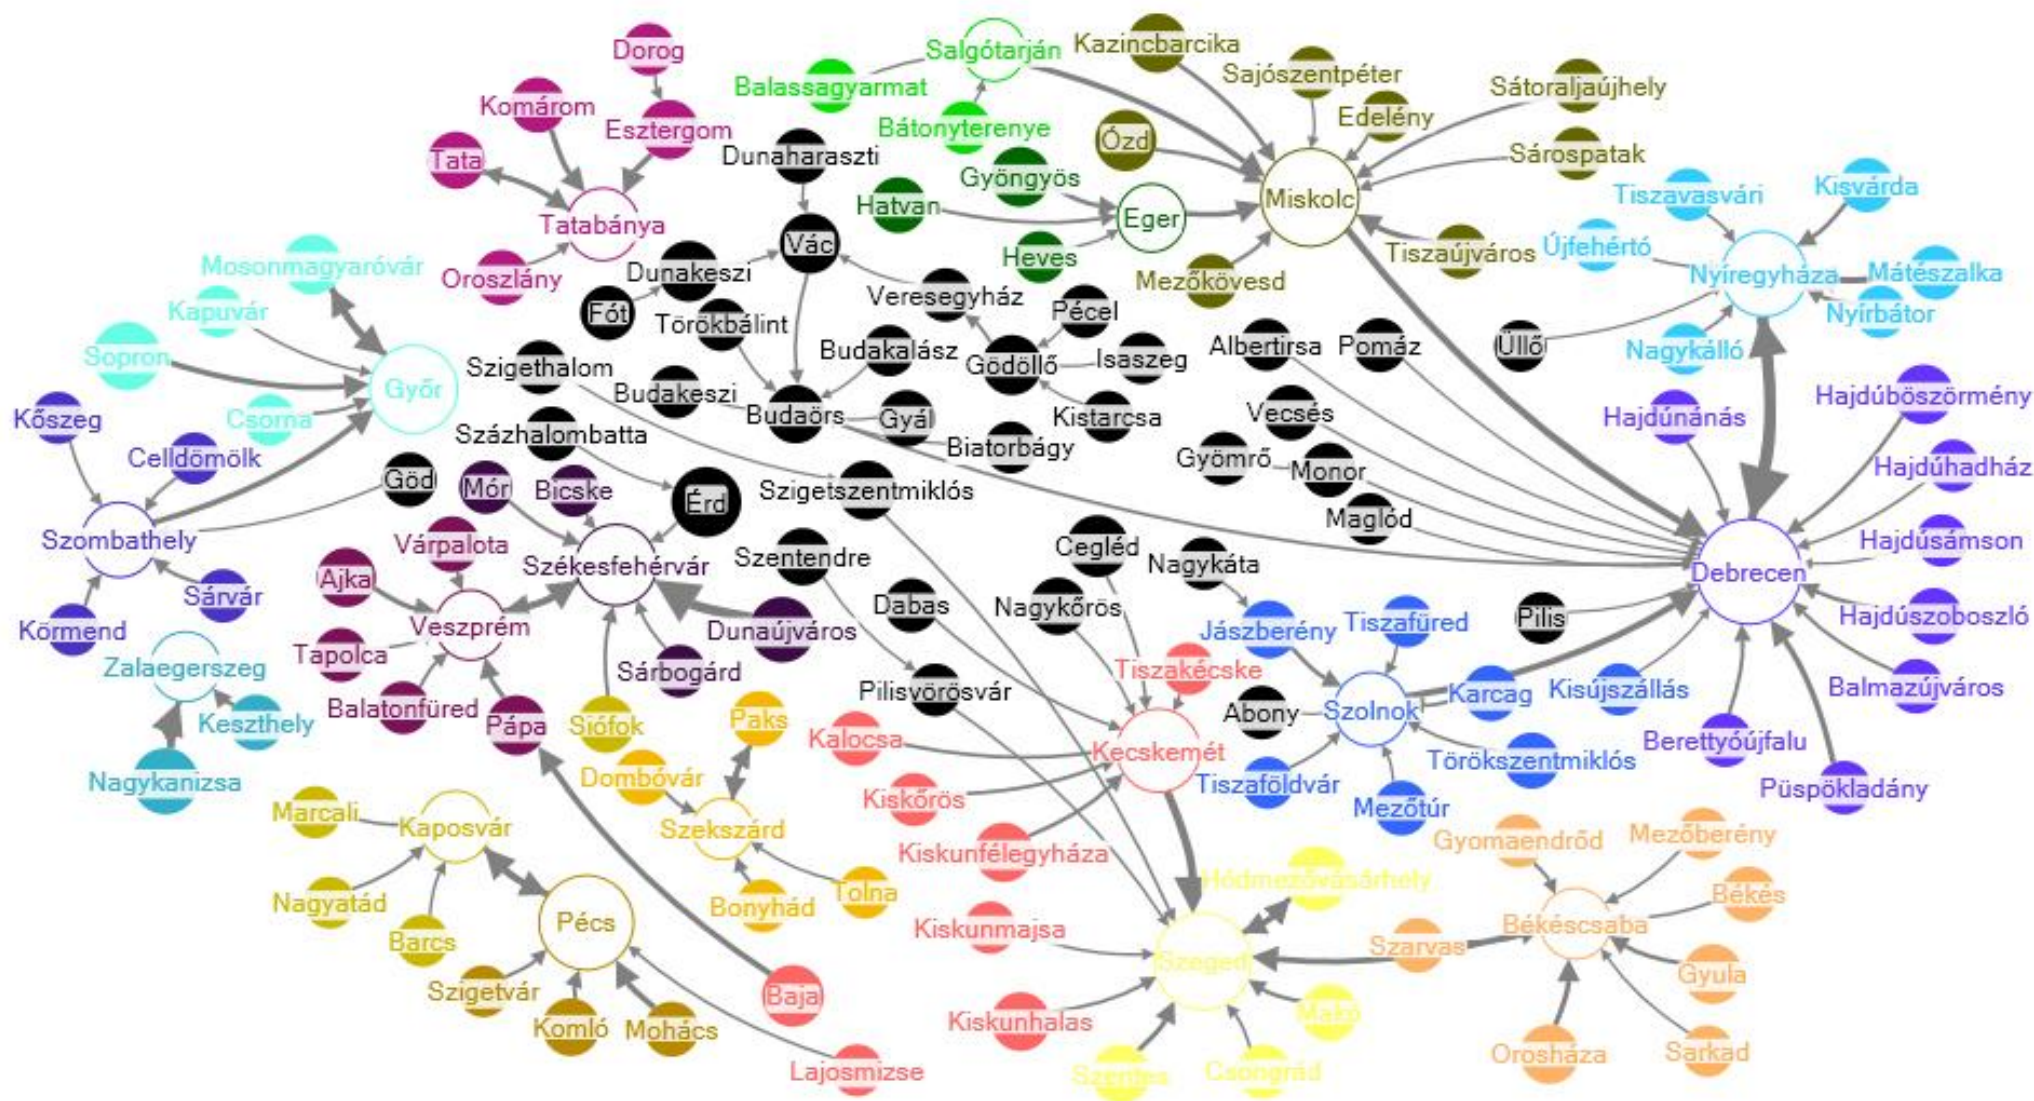 Dorog
Salgótarján
Kazincbarcika
Balassagyarmat
Sajószentpéter
Sátoraljaújhely
Komárom
Esztergom
Bátonyterenye
Edelény
Tata
Dunaharaszti
Ózd
Sárospatak
Gyöngyös
Tiszavasvári
Kisvárda
Hatvan
Miskolc
Tatabánya
Eger
Vác
Újfehértó
Mosonmagyaróvár
Oroszlány
Dunakeszi
Heves
Tiszaújváros
Nyíregyháza
Mátészalka
Mezőkövesd
Kapuvár
Fót
Törökbálint
Veresegyház
Pécel
Nyírbátor
Sopron
Szigethalom
Budakalász
Gödöllő
Isaszeg
Albertirsa
Pomáz
Üllő
Nagykálló
Győr
Budakeszi
Hajdúböszörmény
Kőszeg
Csorna
Budaörs
Gyál
Kistarcsa
Vecsés
Hajdúnánás
Százhalombatta
Biatorbágy
Celldömölk
Gyömrő
Monor
Hajdúhadház
Göd
Mór
Bicske
Érd
Szigetszentmiklós
Maglód
Szombathely
Várpalota
Székesfehérvár
Szentendre
Cegléd
Nagykáta
Hajdúsámson
Debrecen
Ajka
Sárvár
Dabas
Nagykőrös
Körmend
Veszprém
Dunaújváros
Jászberény
Tiszafüred
Pilis
Hajdúszoboszló
Tapolca
Zalaegerszeg
Sárbogárd
Tiszakécske
Pilisvörösvár
Karcag
Kisújszállás
Balmazújváros
Balatonfüred
Keszthely
Pápa
Siófok
Paks
Abony
Szolnok
Kalocsa
Kecskemét
Berettyóújfalu
Nagykanizsa
Dombóvár
Törökszentmiklós
Tiszaföldvár
Püspökladány
Kiskőrös
Mezőtúr
Marcali
Kaposvár
Szekszárd
Gyomaendrőd
Mezőberény
Kiskunfélegyháza
Hódmezővásárhely
Tolna
Békés
Nagyatád
Bonyhád
Pécs
Kiskunmajsa
Békéscsaba
Barcs
Szarvas
Szeged
Gyula
Szigetvár
Baja
Makó
Kiskunhalas
Komló
Mohács
Orosháza
Sarkad
Lajosmizse
Szentes
Csongrád